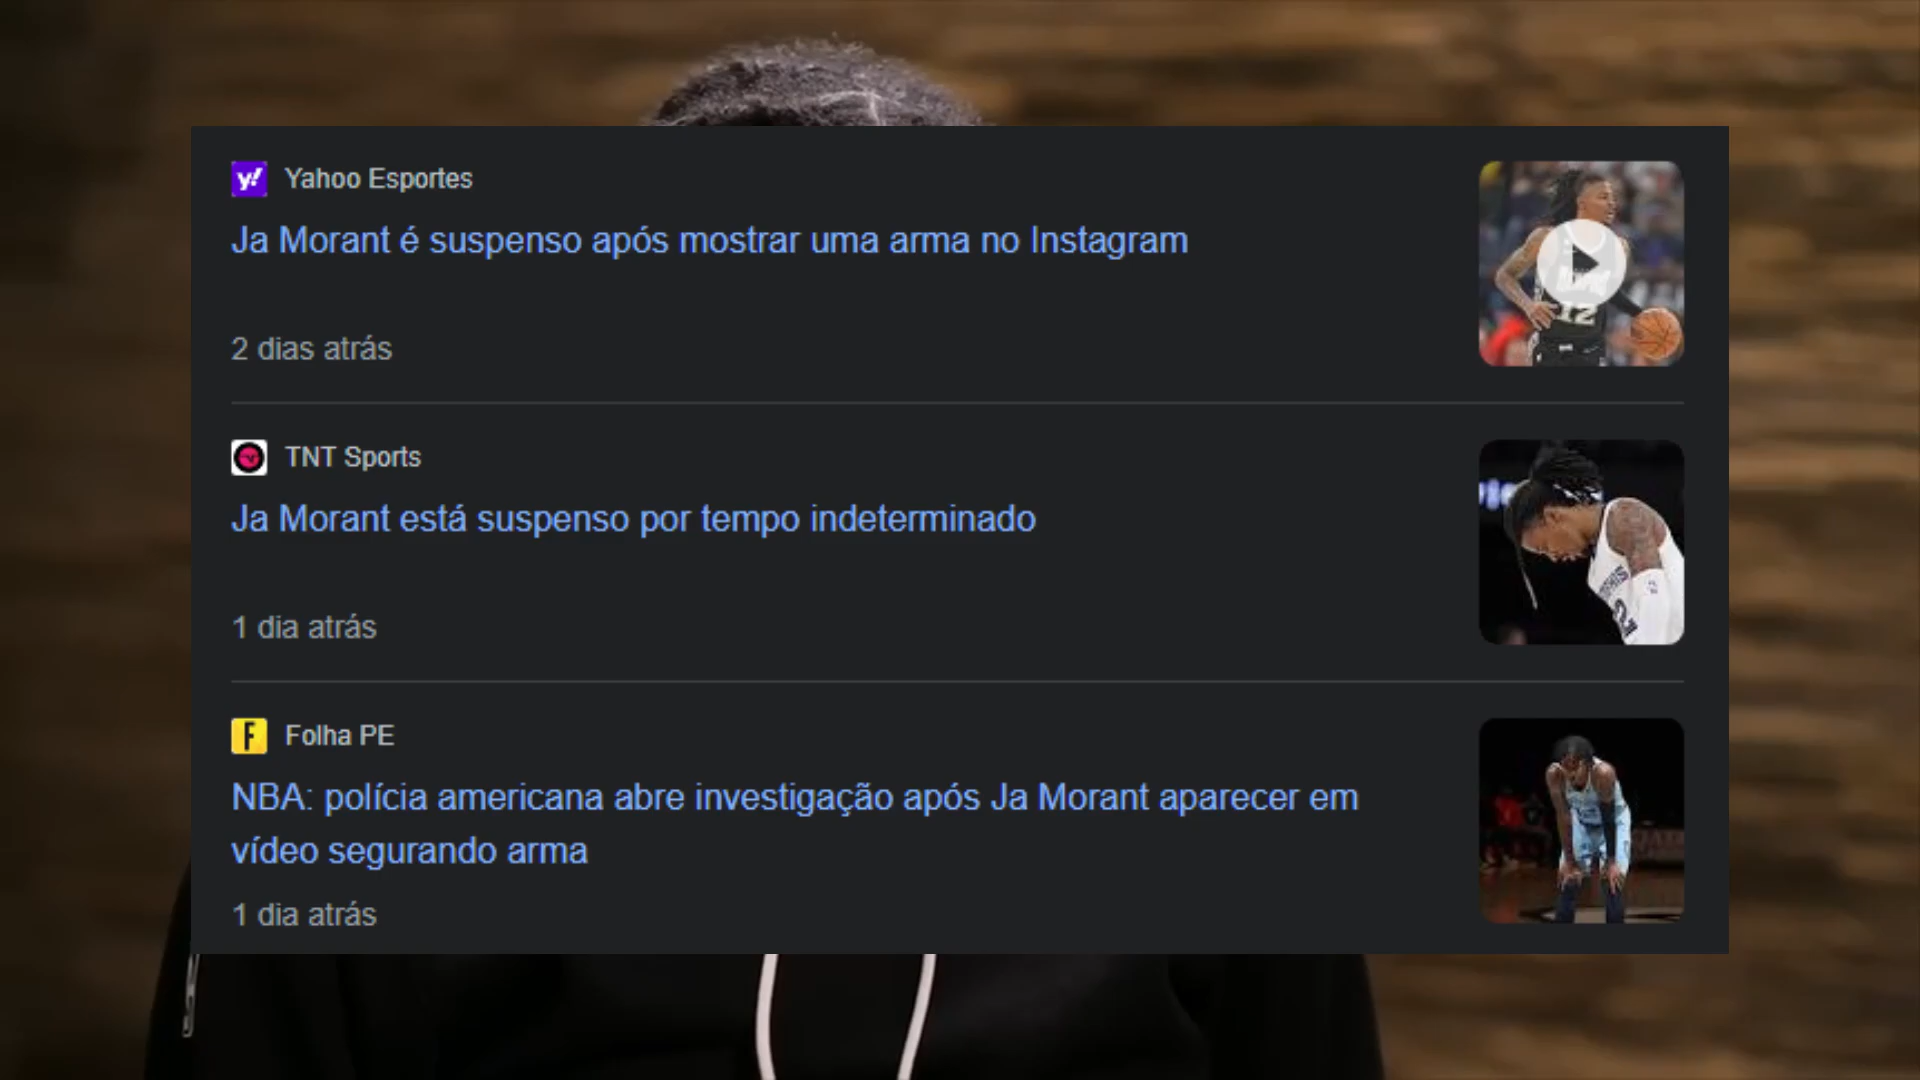 y!
Yahoo Esportes
Ja Morant é suspenso após mostrar uma arma no Instagram
12
2 dias atrás
TNT Sports
Ja Morant está suspenso por tempo indeterminado
1 dia atrás
F
Folha PE
NBA: polícia americana abre investigação após Ja Morant aparecer em
vídeo segurando arma
1 dia atrás